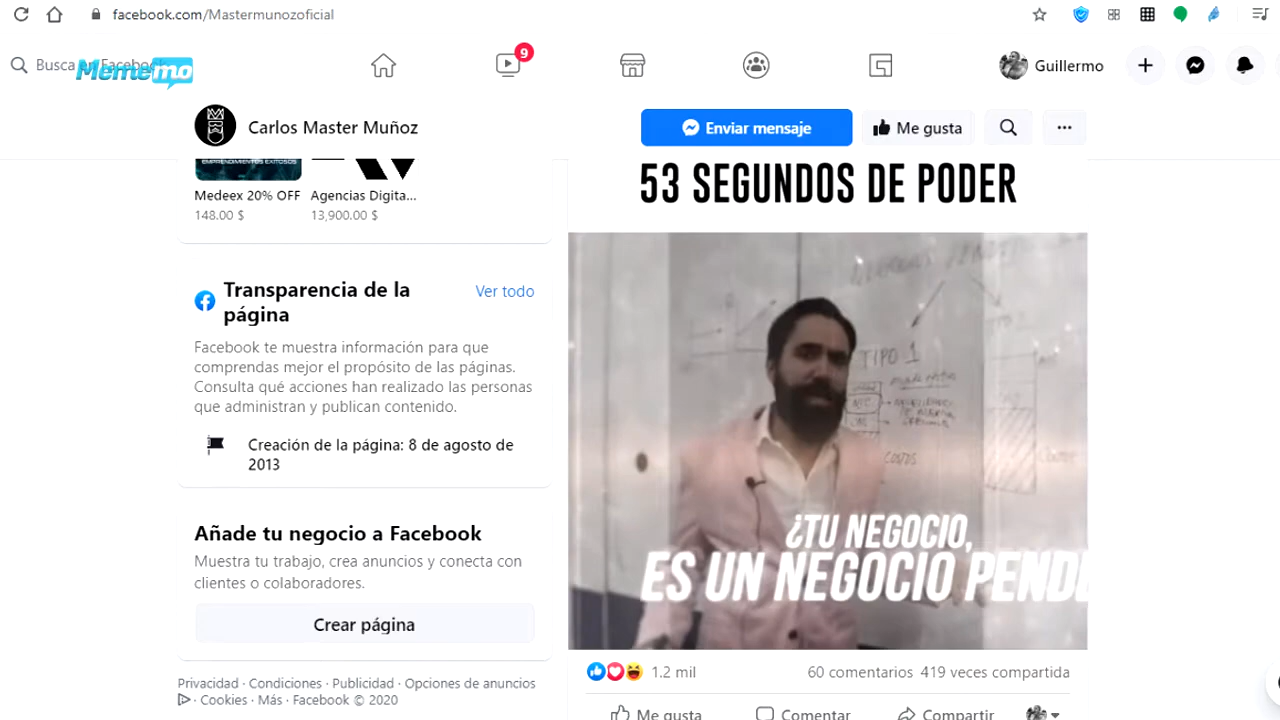 facebook.com/Mastermunozoficial
Mememo
9
Guillermo
Carlos Master Muñoz
Enviar mensaje
Me gusta
EMPRENDIMIENTOS EXITOSOS
Medeex 20% OFF
148.00 $
Agencias Digita...
13,900.00 $
Transparencia de la
página
Ver todo
Facebook te muestra información para que
comprendas mejor el propósito de las páginas.
Consulta qué acciones han realizado las personas
que administran y publican contenido.
Creación de la página: 8 de agosto de
2013
Añade tu negocio a Facebook
Muestra tu trabajo, crea anuncios y conecta con
clientes o colaboradores.
Crear página
Privacidad · Condiciones · Publicidad · Opciones de anuncios
· Cookies · Más · Facebook © 2020
53 SEGUNDOS DE PODER
TIPO 1
COSTOS
¿TU NEGOCIO,
ES UN NEGOCIO PENDE
1.2 mil
60 comentarios 419 veces compartida
Me gusta
Comentar
Compartir